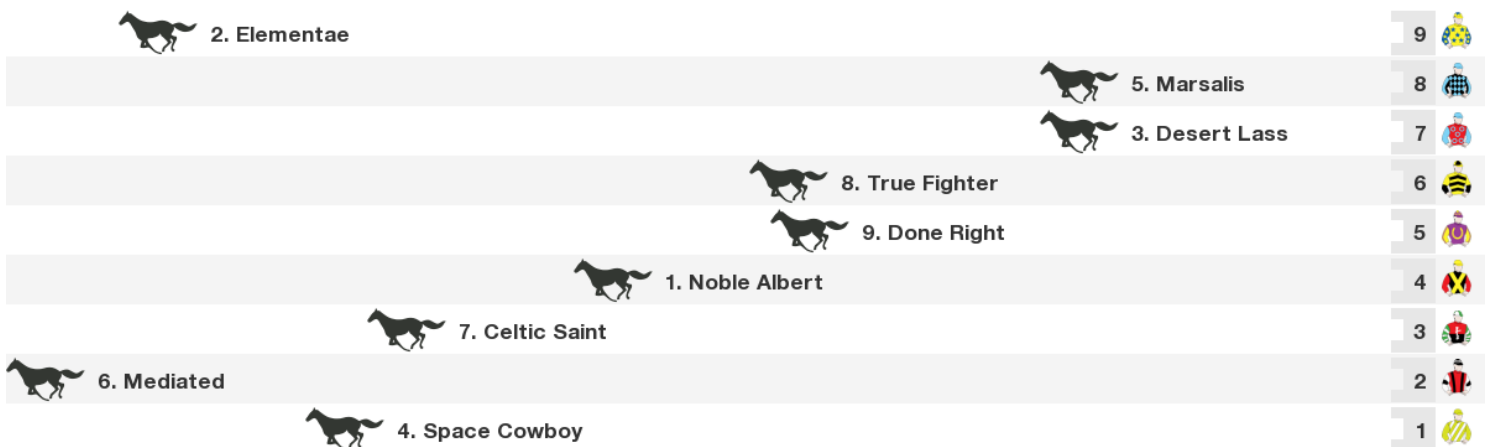 2. Elementae 9
5. Marsalis 8
3. Desert Lass 7
8. True Fighter 6
9. Done Right 5
1. Noble Albert 4
7. Celtic Saint 3
6. Mediated 2
4. Space Cowboy 1